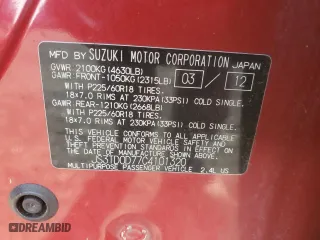 MFD BY SUZUKI MOTOR CORPORATION JAPAN
GVWR 2100KG(4630LB)
GAWR FRONT-1050KG(2315LB) 03 / 12
WITH P225/60R18 TIRES,
18x7.0 RIMS AT 230KPA(33PSI) COLD SINGLE.
GAWR REAR-1210KG(2668LB)
WITH P225/60R18 TIRES,
18x7.0 RIMS AT 230KPA(33PSI) COLD SINGLE.
THIS VEHICLE CONFORMS TO ALL APPLICABLE
U.S. FEDERAL MOTOR VEHICLE SAFETY, BUMPER,
AND THEFT PREVENTION STANDARDS IN EFFECT ON
THE DATE OF MANUFACTURE SHOWN ABOVE.
JS3TD0D77C4101320
MULTIPURPOSE PASSENGER VEHICLE 2.4L US
DREAMBID.com